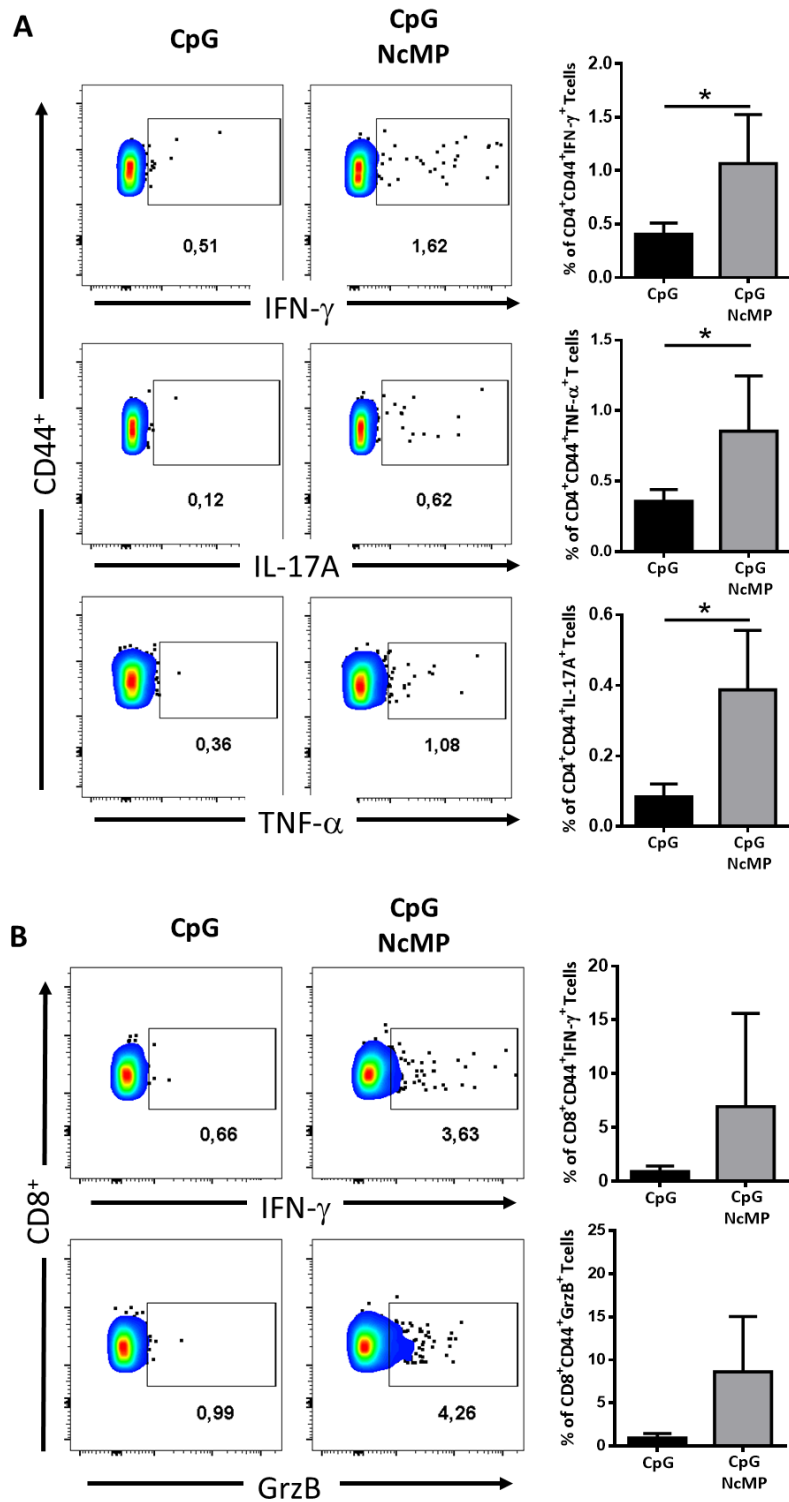 A
CpG
CpG
NcMP
CD44+
0,51
1,62
IFN-γ
0,12
0,62
IL-17A
0,36
1,08
TNF-α
% of CD4+CD44+IFN-γ+ Tcells
2.0
1.5
1.0
0.5
0.0
*
CpG
CpG
NcMP
% of CD4+CD44+TNF-α+ T cells
1.5
1.0
0.5
0.0
*
CpG
CpG
NcMP
% of CD4+CD44+IL-17A+ Tcells
0.6
0.4
0.2
0.0
*
CpG
CpG
NcMP
B
CpG
CpG
NcMP
CD8+
0,66
3,63
IFN-γ
0,99
4,26
GrzB
% of CD8+CD44+IFN-γ+ Tcells
20
15
10
5
0
CpG
CpG
NcMP
% of CD8+CD44+GrzB+ Tcells
25
20
15
10
5
0
CpG
CpG
NcMP